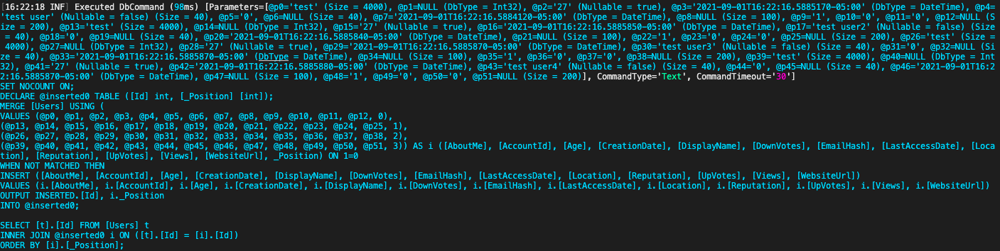 [16:22:18 INF] Executed DbCommand (98ms) [Parameters=[@p0='test' (Size = 4000), @p1=NULL (DbType = Int32), @p2='27' (Nullable = true), @p3='2021-09-01T16:22:16.5885170-05:00' (DbType = DateTime), @p4=
'test user' (Nullable = false) (Size = 40), @p5='0', @p6=NULL (Size = 40), @p7='2021-09-01T16:22:16.5884120-05:00' (DbType = DateTime), @p8=NULL (Size = 100), @p9='1', @p10='0', @p11='0', @p12=NULL (S
ize = 200), @p13='test' (Size = 4000), @p14=NULL (DbType = Int32), @p15='27' (Nullable = true), @p16='2021-09-01T16:22:16.5885850-05:00' (DbType = DateTime), @p17='test user2' (Nullable = false) (Size
= 40), @p18='0', @p19=NULL (Size = 40), @p20='2021-09-01T16:22:16.5885840-05:00' (DbType = DateTime), @p21=NULL (Size = 100), @p22='1', @p23='0', @p24='0', @p25=NULL (Size = 200), @p26='test' (Size =
4000), @p27=NULL (DbType = Int32), @p28='27' (Nullable = true), @p29='2021-09-01T16:22:16.5885870-05:00' (DbType = DateTime), @p30='test user3' (Nullable = false) (Size = 40), @p31='0', @p32=NULL (Si
ze = 40), @p33='2021-09-01T16:22:16.5885870-05:00' (DbType = DateTime), @p34=NULL (Size = 100), @p35='1', @p36='0', @p37='0', @p38=NULL (Size = 200), @p39='test' (Size = 4000), @p40=NULL (DbType = Int
32), @p41='27' (Nullable = true), @p42='2021-09-01T16:22:16.5885880-05:00' (DbType = DateTime), @p43='test user4' (Nullable = false) (Size = 40), @p44='0', @p45=NULL (Size = 40), @p46='2021-09-01T16:2
2:16.5885870-05:00' (DbType = DateTime), @p47=NULL (Size = 100), @p48='1', @p49='0', @p50='0', @p51=NULL (Size = 200)], CommandType='Text', CommandTimeout='30']
SET NOCOUNT ON;
DECLARE @inserted0 TABLE ([Id] int, [_Position] [int]);
MERGE [Users] USING (
VALUES (@p0, @p1, @p2, @p3, @p4, @p5, @p6, @p7, @p8, @p9, @p10, @p11, @p12, 0),
(@p13, @p14, @p15, @p16, @p17, @p18, @p19, @p20, @p21, @p22, @p23, @p24, @p25, 1),
(@p26, @p27, @p28, @p29, @p30, @p31, @p32, @p33, @p34, @p35, @p36, @p37, @p38, 2),
(@p39, @p40, @p41, @p42, @p43, @p44, @p45, @p46, @p47, @p48, @p49, @p50, @p51, 3)) AS i ([AboutMe], [AccountId], [Age], [CreationDate], [DisplayName], [DownVotes], [EmailHash], [LastAccessDate], [Loca
tion], [Reputation], [UpVotes], [Views], [WebsiteUrl], _Position) ON 1=0
WHEN NOT MATCHED THEN
INSERT ([AboutMe], [AccountId], [Age], [CreationDate], [DisplayName], [DownVotes], [EmailHash], [LastAccessDate], [Location], [Reputation], [UpVotes], [Views], [WebsiteUrl])
VALUES (i.[AboutMe], i.[AccountId], i.[Age], i.[CreationDate], i.[DisplayName], i.[DownVotes], i.[EmailHash], i.[LastAccessDate], i.[Location], i.[Reputation], i.[UpVotes], i.[Views], i.[WebsiteUrl])
OUTPUT INSERTED.[Id], i._Position
INTO @inserted0;
SELECT [t].[Id] FROM [Users] t
INNER JOIN @inserted0 i ON ([t].[Id] = [i].[Id])
ORDER BY [i].[_Position];